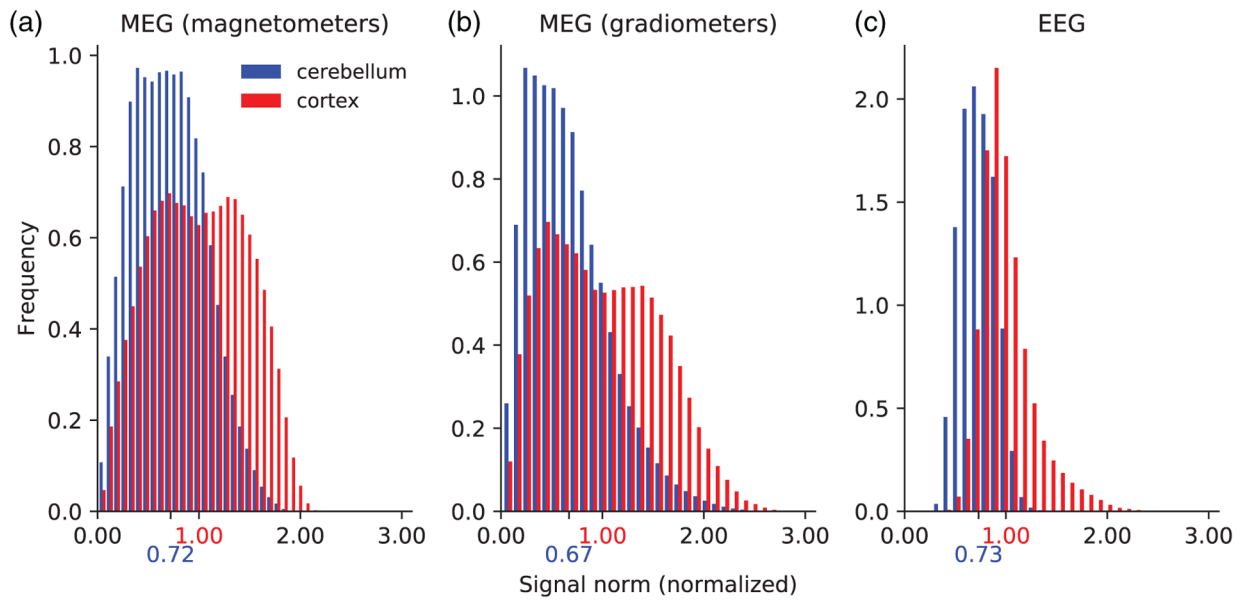 (a) MEG (magnetometers)
(b) MEG (gradiometers)
(c) EEG
cerebellum
cortex
Frequency
1.0
0.8
0.6
0.4
0.2
0.0
0.00 1.00 2.00 3.00
0.72
1.0
0.8
0.6
0.4
0.2
0.0
0.00 1.00 2.00 3.00
0.67
2.0
1.5
1.0
0.5
0.0
0.00 1.00 2.00 3.00
0.73
Signal norm (normalized)